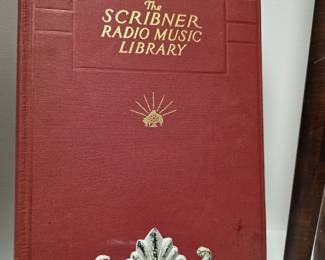 The
SCRIBNER
RADIO MUSIC
LIBRARY